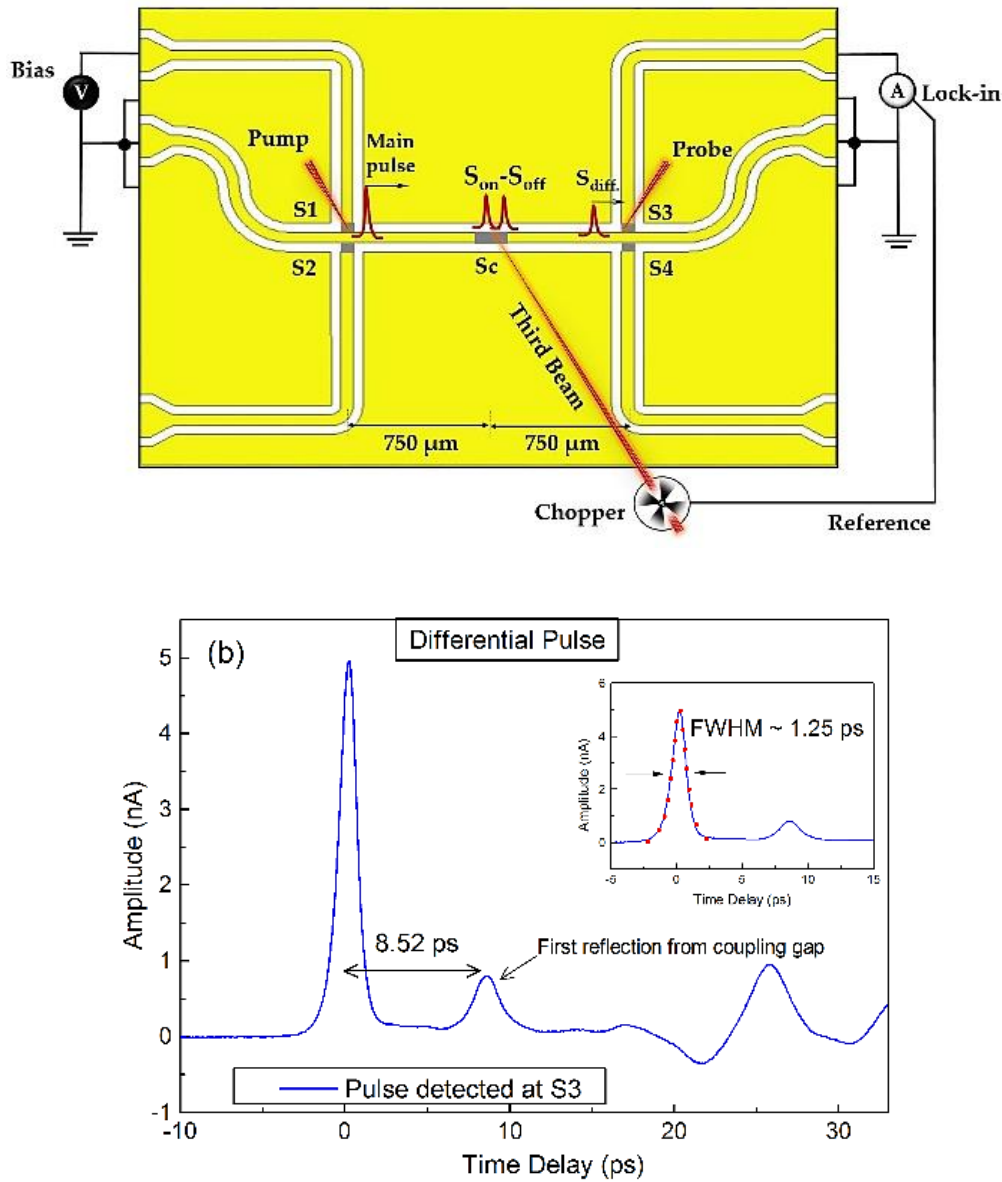 Bias
V
Pump
Main
pulse
Son-Soff
Sdiff.
Probe
A
Lock-in
S1
S3
S2
Sc
S4
Third Beam
750 µm
750 µm
Chopper
Reference
(b)
Differential Pulse
FWHM ~ 1.25 ps
Amplitude (nA)
6
4
2
0
-5
0
5
10
15
Time Delay (ps)
8.52 ps
First reflection from coupling gap
Pulse detected at S3
Amplitude (nA)
5
4
3
2
1
0
-1
-10
0
10
20
30
Time Delay (ps)